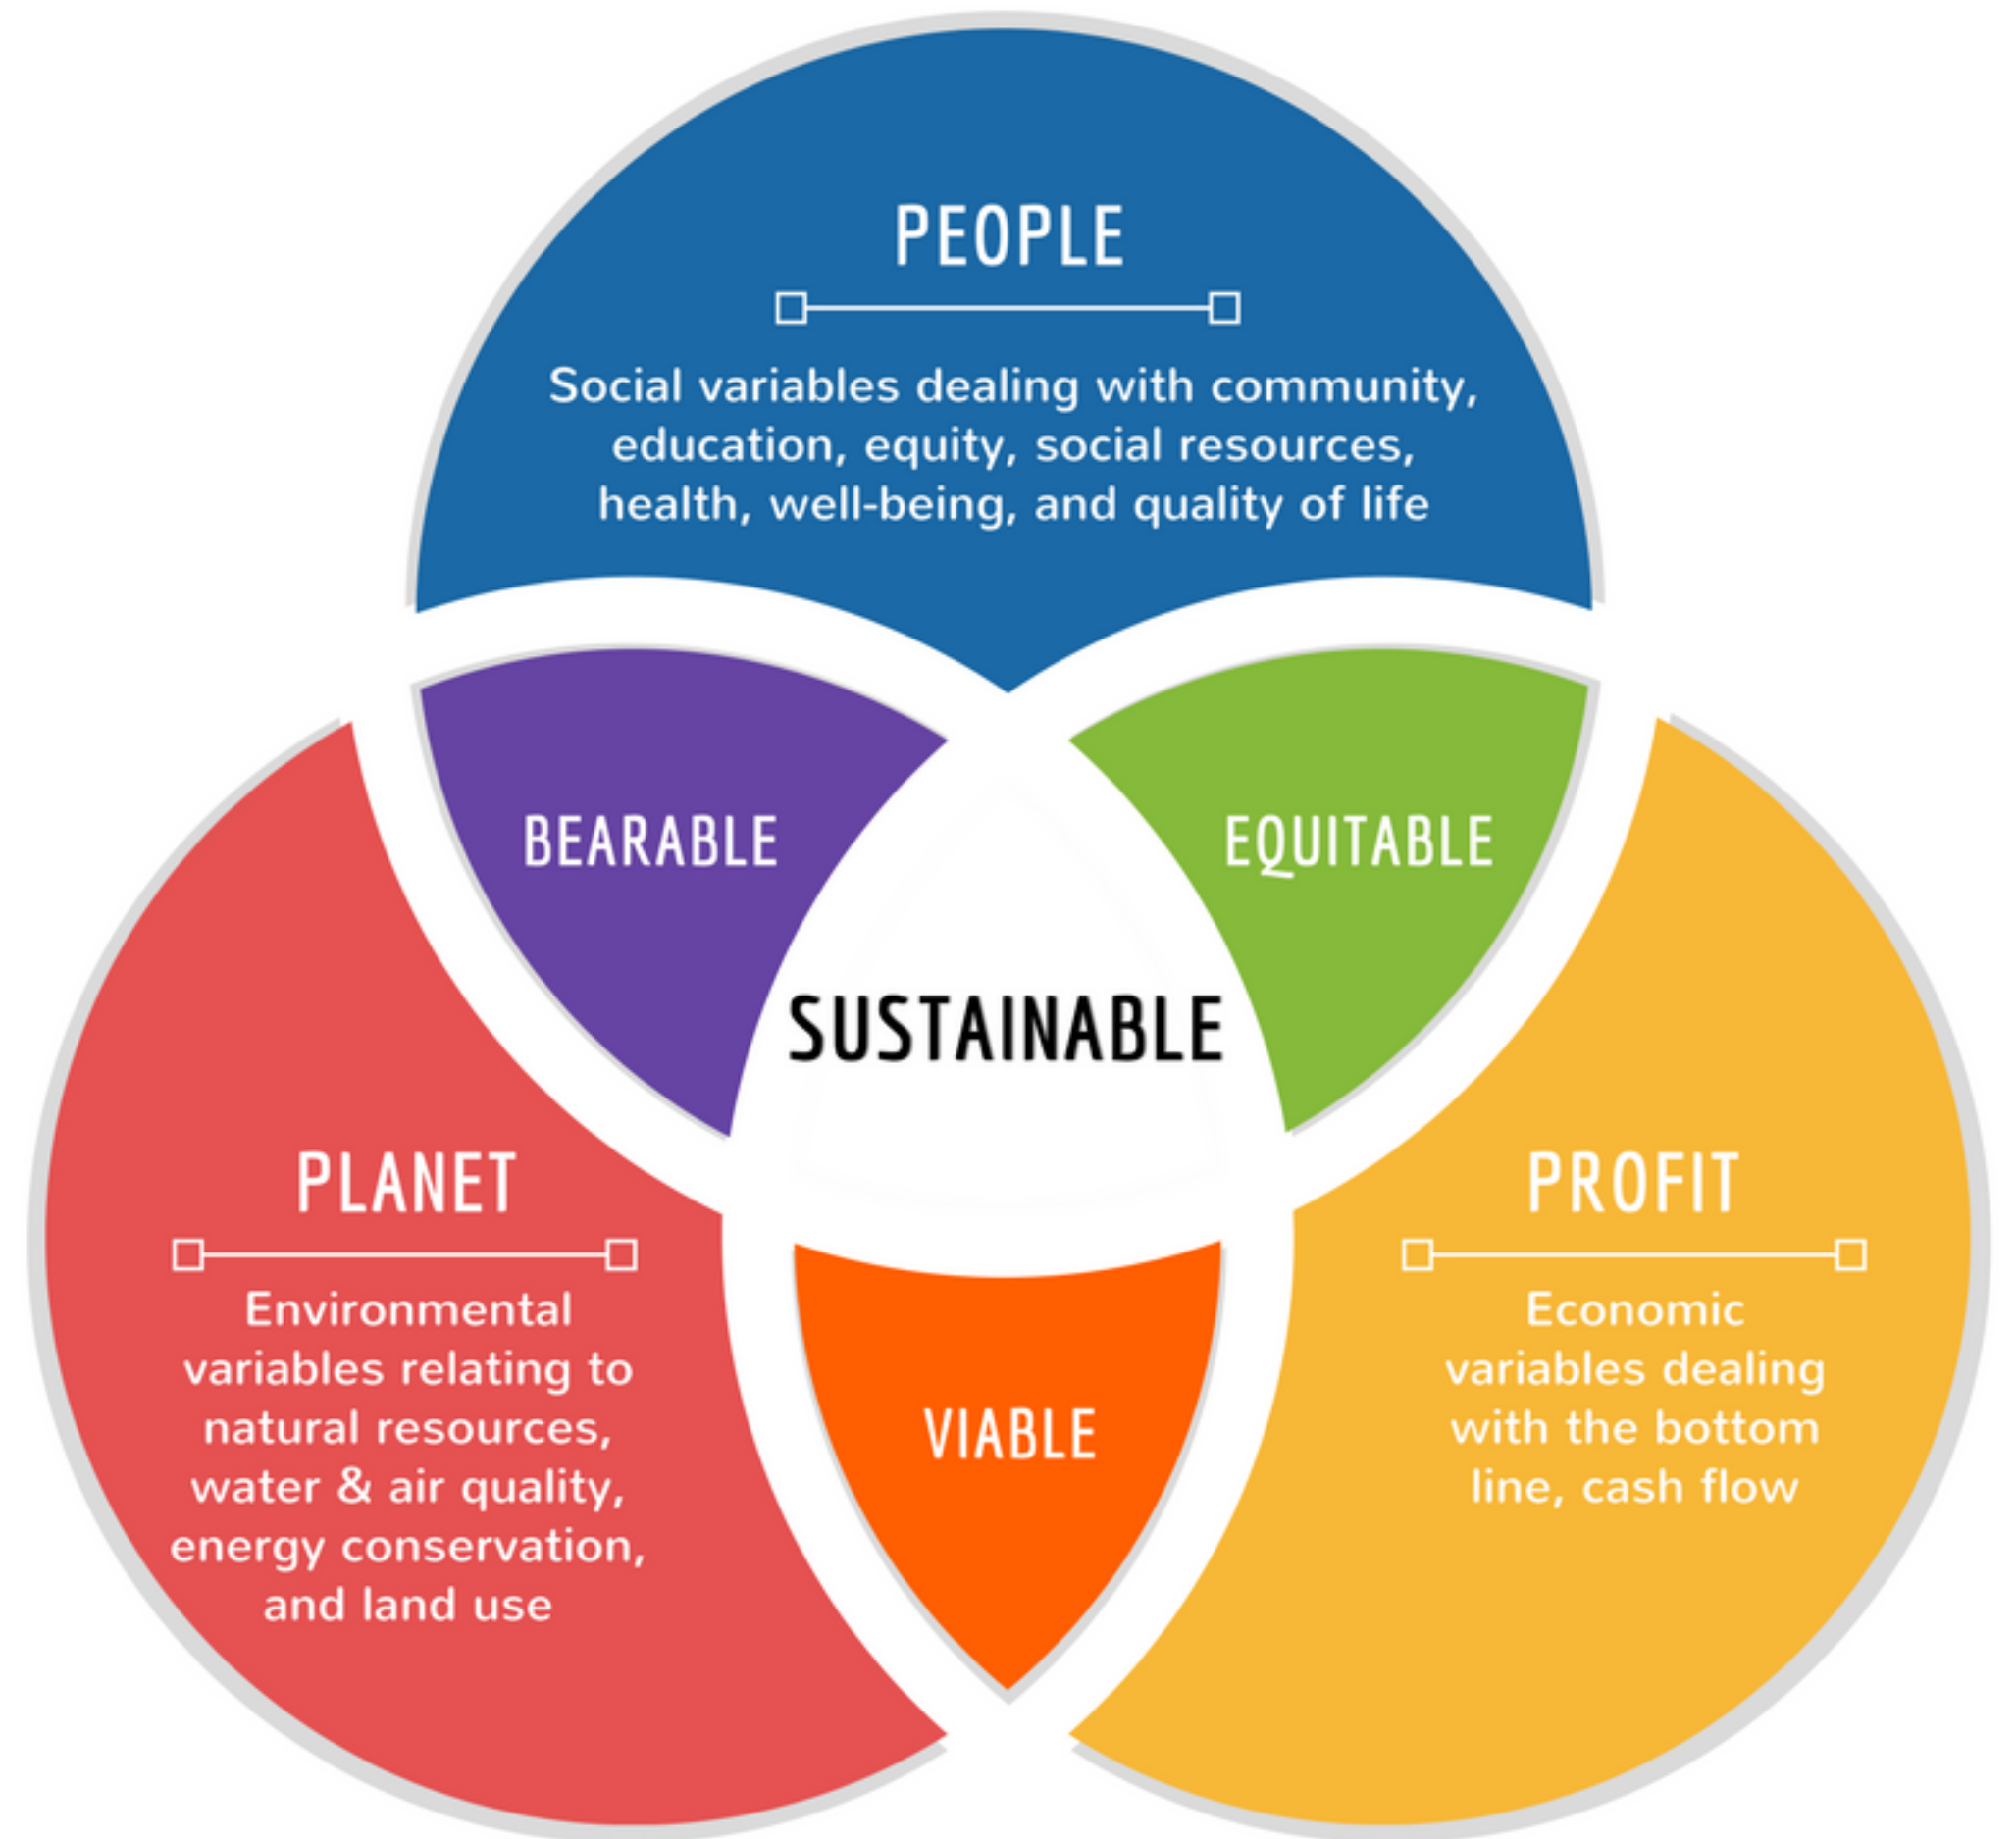 PEOPLE
Social variables dealing with community,
education, equity, social resources,
health, well-being, and quality of life
BEARABLE
EQUITABLE
SUSTAINABLE
PLANET
Environmental
variables relating to
natural resources,
water & air quality,
energy conservation,
and land use
VIABLE
PROFIT
Economic
variables dealing
with the bottom
line, cash flow